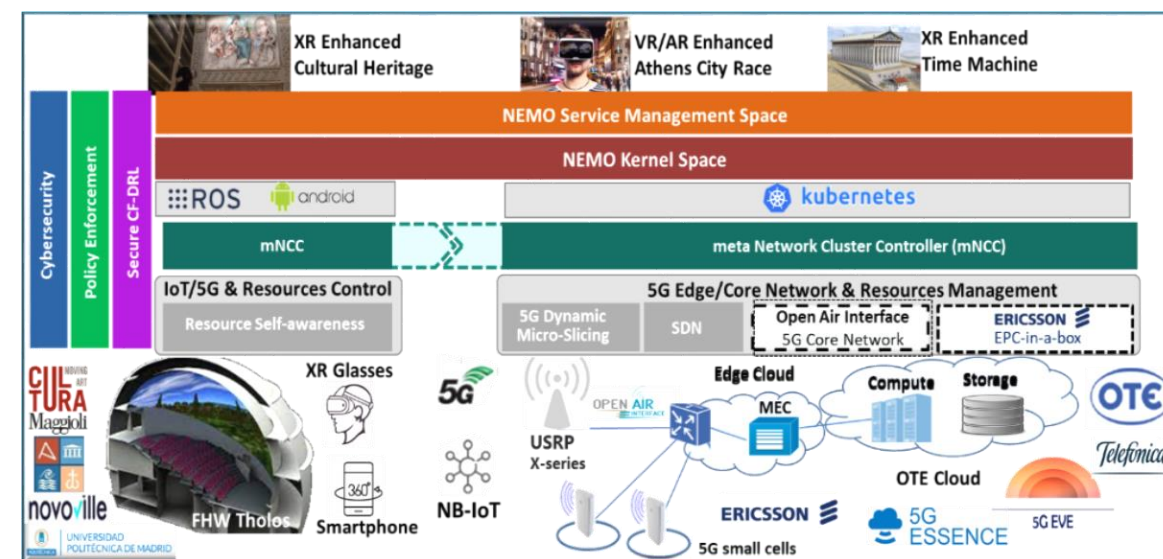 XR Enhanced
Cultural Heritage
VR/AR Enhanced
Athens City Race
XR Enhanced
Time Machine
Cybersecurity
Policy Enforcement
Secure CF-DRL
NEMO Service Management Space
NEMO Kernel Space
ROS
android
kubernetes
mNCC
meta Network Cluster Controller (mNCC)
IoT/5G & Resources Control
Resource Self-awareness
5G Edge/Core Network & Resources Management
5G Dynamic
Micro-Slicing
SDN
Open Air Interface
5G Core Network
ERICSSON
EPC-in-a-box
CULTURA
MOVING
ART
Maggioli
novoville
UNIVERSIDAD
POLITÉCNICA DE MADRID
FHW Tholos
XR Glasses
360°
Smartphone
5G
NB-IoT
USRP
X-series
OPEN AIR
INTERFACE
Edge Cloud
MEC
5G small cells
Compute
Storage
OTE Cloud
ERICSSON
5G
ESSENCE
5G EVE
OTE
Telefónica